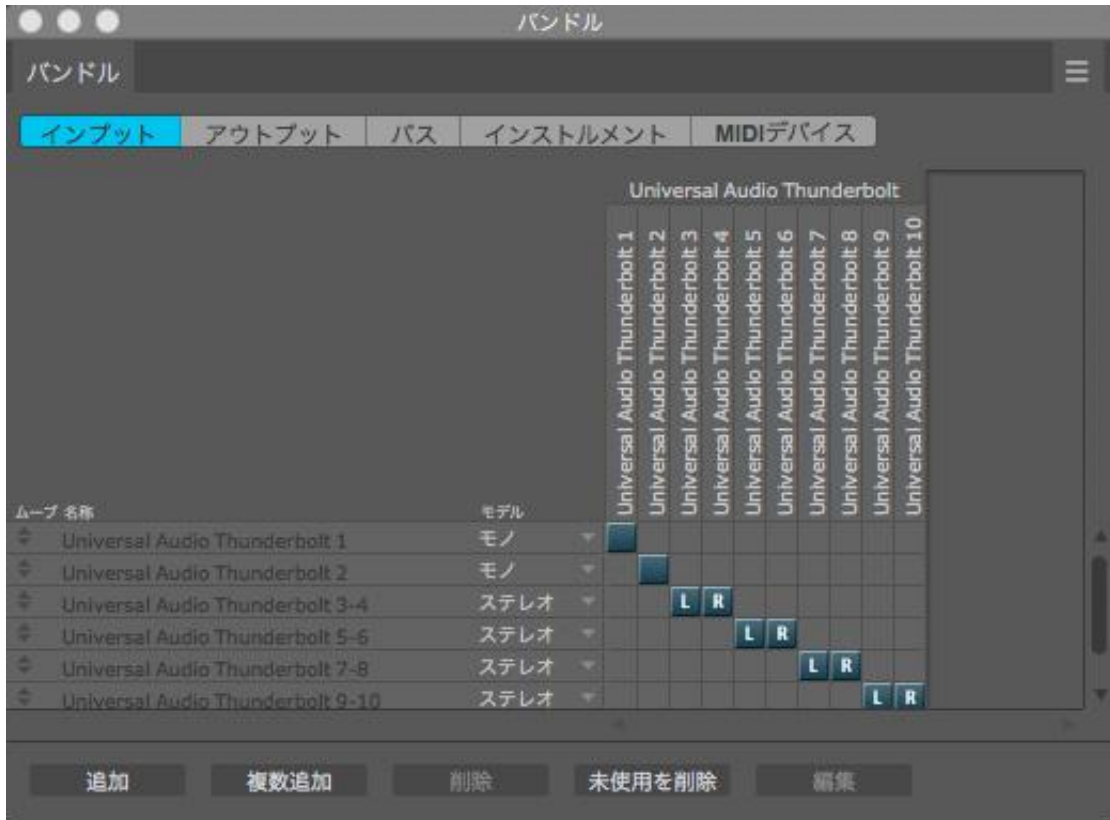 バンドル
バンドル
インプット アウトプット バス インストルメント MIDIデバイス
Universal Audio Thunderbolt
Universal Audio Thunderbolt 1
Universal Audio Thunderbolt 2
Universal Audio Thunderbolt 3
Universal Audio Thunderbolt 4
Universal Audio Thunderbolt 5
Universal Audio Thunderbolt 6
Universal Audio Thunderbolt 7
Universal Audio Thunderbolt 8
Universal Audio Thunderbolt 9
Universal Audio Thunderbolt 10
ムーブ 名称 モデル
Universal Audio Thunderbolt 1 モノ
Universal Audio Thunderbolt 2 モノ
Universal Audio Thunderbolt 3-4 ステレオ L R
Universal Audio Thunderbolt 5-6 ステレオ L R
Universal Audio Thunderbolt 7-8 ステレオ L R
Universal Audio Thunderbolt 9-10 ステレオ L R
追加 複数追加 削除 未使用を削除 編集